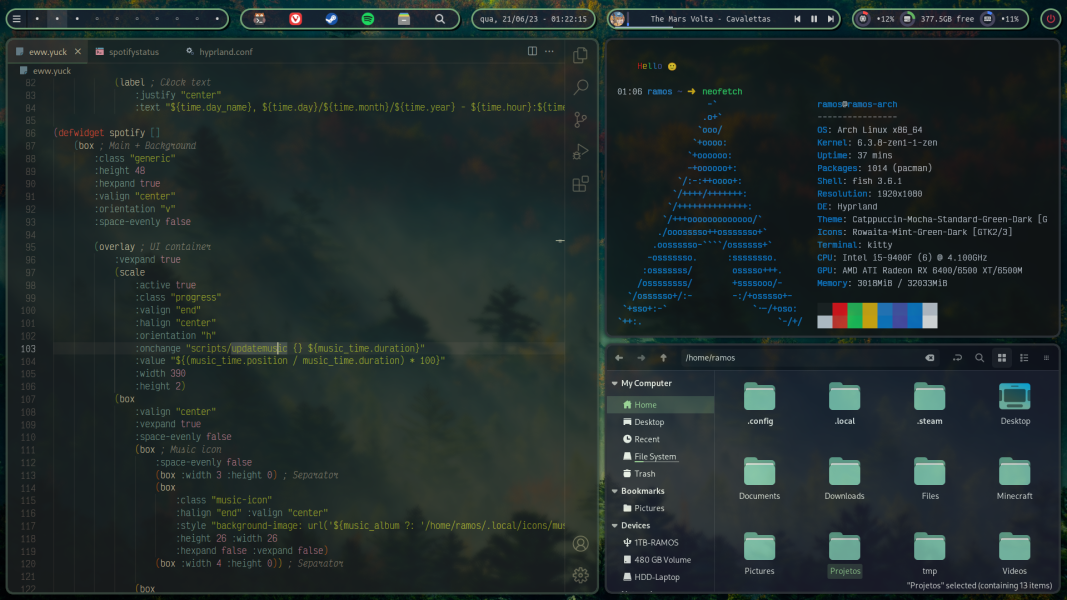 qua, 21/06/23 - 01:22:15
The Mars Volta - Cavalettas
•12%
377.5GB free
•11%
eww.yuck
spotifystatus
hyprland.conf
eww.yuck
82 (label ; Clock text
83 :justify "center"
84 :text "${time.day_name}, ${time.day}/${time.month}/${time.year} - ${time.hour}:${time
85
86 (defwidget spotify []
87 (box ; Main + Background
88 :class "generic"
89 :height 48
90 :hexpand true
91 :valign "center"
92 :orientation "v"
93 :space-evenly false
94
95 (overlay ; UI container
96 :vexpand true
97 (scale
98 :active true
99 :class "progress"
100 :valign "end"
101 :halign "center"
102 :orientation "h"
103 :onchange "scripts/updatemusic {} ${music_time.duration}"
104 :value "${(music_time.position / music_time.duration) * 100}"
105 :width 390
106 :height 2)
107 (box
108 :valign "center"
109 :vexpand true
110 :space-evenly false
111 (box ; Music icon
112 :space-evenly false
113 (box :width 3 :height 0) ; Separator
114 (box
115 :class "music-icon"
116 :halign "end" :valign "center"
117 :style "background-image: url('${music_album ?: '/home/ramos/.local/icons/mus
118 :height 26 :width 26
119 :hexpand false :vexpand false)
120 (box :width 4 :height 0)) ; Separator
121
122 (box
Hello
01:06 ramos ~ ➜ neofetch
ramos@ramos-arch
----------------
OS: Arch Linux x86_64
Kernel: 6.3.8-zen1-1-zen
Uptime: 37 mins
Packages: 1014 (pacman)
Shell: fish 3.6.1
Resolution: 1920x1080
DE: Hyprland
Theme: Catppuccin-Mocha-Standard-Green-Dark [G
Icons: Rowaita-Mint-Green-Dark [GTK2/3]
Terminal: kitty
CPU: Intel i5-9400F (6) @ 4.100GHz
GPU: AMD ATI Radeon RX 6400/6500 XT/6500M
Memory: 3018MiB / 32033MiB
/home/ramos
My Computer
Home
Desktop
Recent
File System
Trash
Bookmarks
Pictures
Devices
1TB-RAMOS
480 GB Volume
HDD-Laptop
.config
.local
.steam
Desktop
Documents
Downloads
Files
Minecraft
Pictures
Projetos
tmp
Videos
"Projetos" selected (containing 13 items)